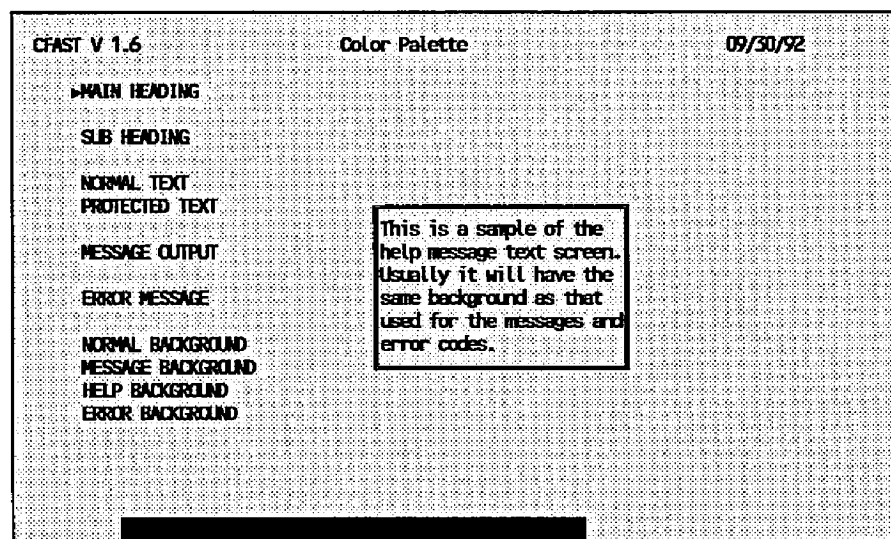 CFAST V 1.6 Color Palette 09/30/92
►MAIN HEADING
SUB HEADING
NORMAL TEXT
PROTECTED TEXT
MESSAGE OUTPUT
ERROR MESSAGE
NORMAL BACKGROUND
MESSAGE BACKGROUND
HELP BACKGROUND
ERROR BACKGROUND
This is a sample of the
help message text screen.
Usually it will have the
same background as that
used for the messages and
error codes.